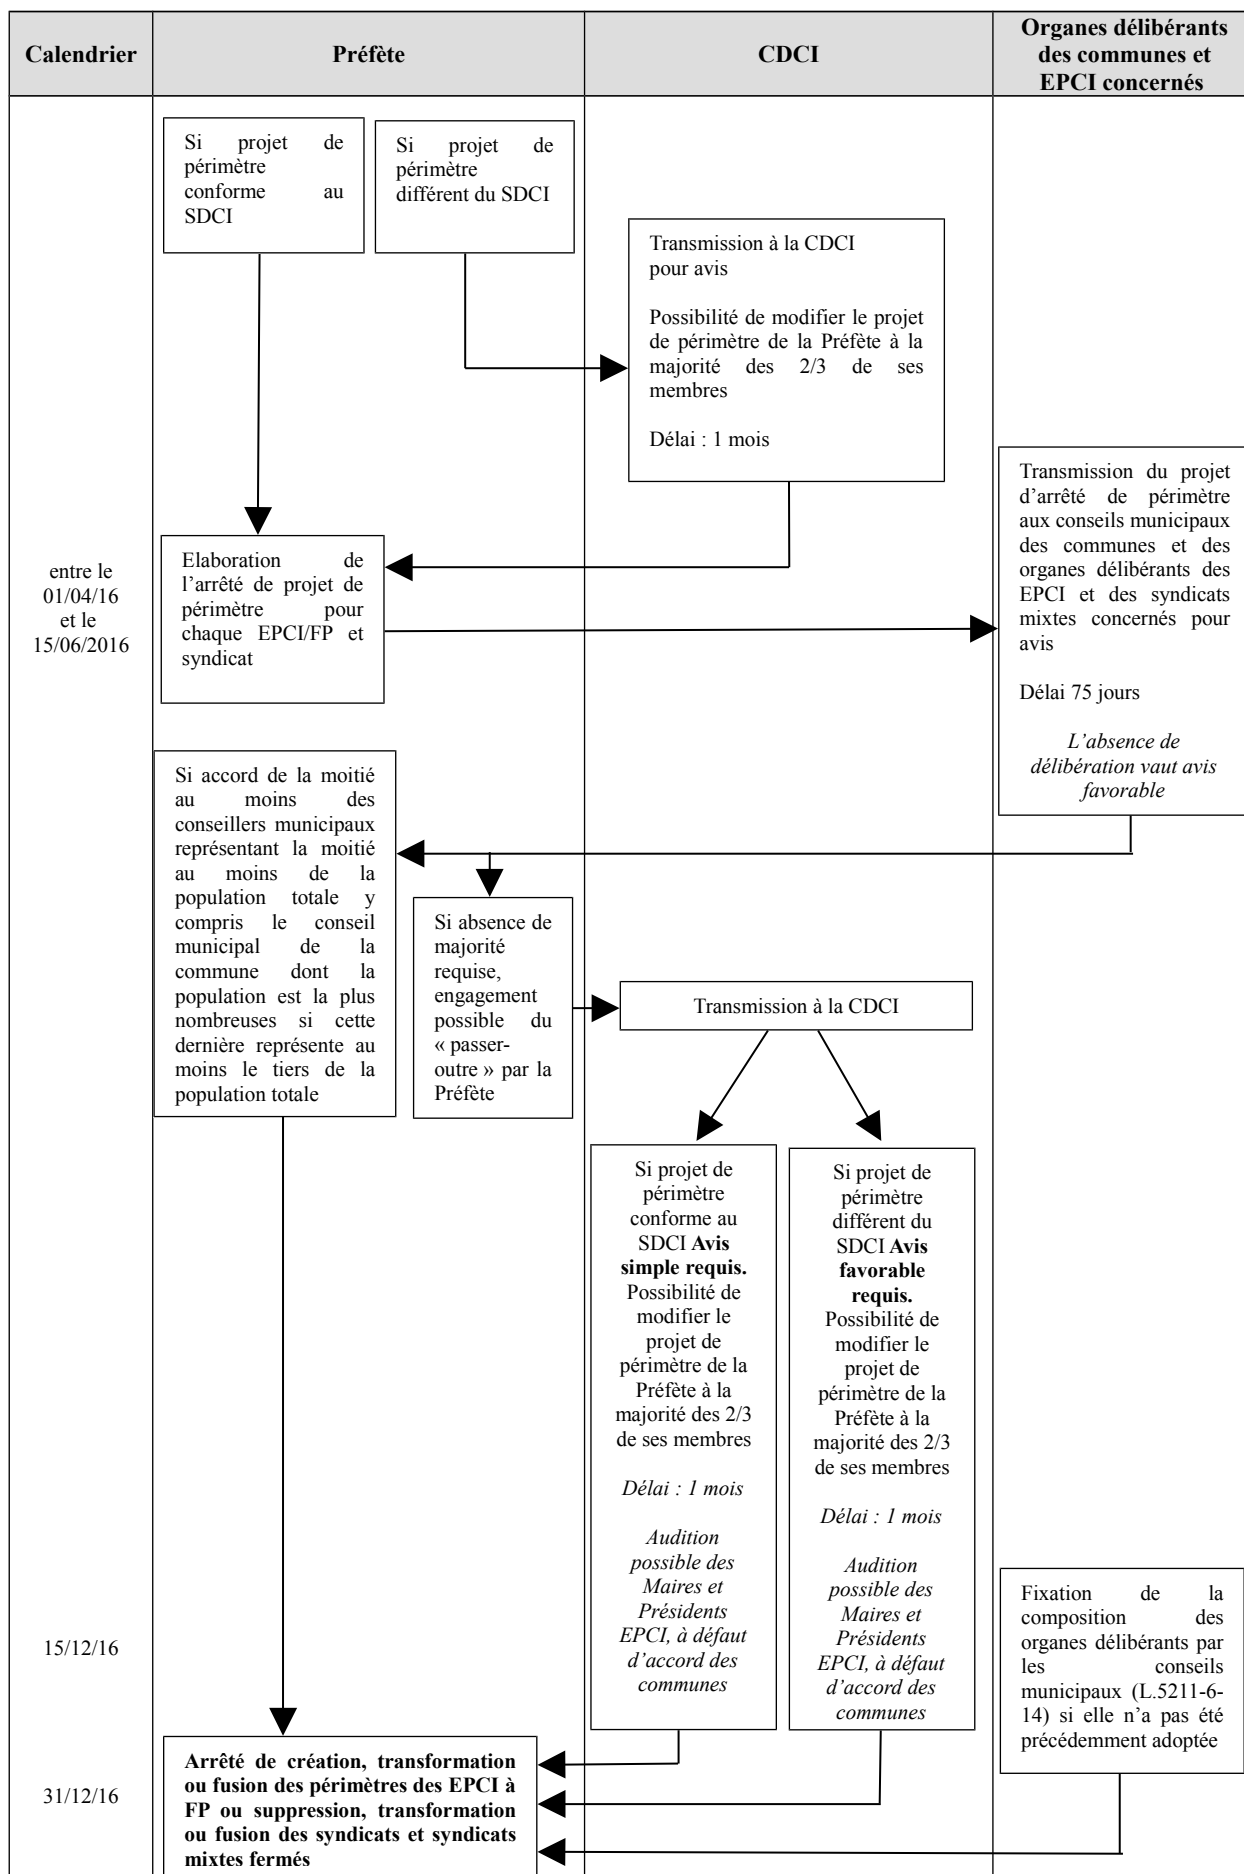 Calendrier
Préfète
CDCI
Organes délibérants
des communes et
EPCI concernés
Si projet de
périmètre
conforme au
SDCI
Si projet de
périmètre
différent du SDCI
Transmission à la CDCI
pour avis
Possibilité de modifier le projet
de périmètre de la Préfète à la
majorité des 2/3 de ses
membres
Délai : 1 mois
Transmission du projet
d’arrêté de périmètre
aux conseils municipaux
des communes et des
organes délibérants des
EPCI et des syndicats
mixtes concernés pour
avis
Délai 75 jours
L’absence de
délibération vaut avis
favorable
entre le
01/04/16
et le
15/06/2016
Elaboration de
l’arrêté de projet de
périmètre pour
chaque EPCI/FP et
syndicat
Si accord de la moitié
au moins des
conseillers municipaux
représentant la moitié
au moins de la
population totale y
compris le conseil
municipal de la
commune dont la
population est la plus
nombreuses si cette
dernière représente au
moins le tiers de la
population totale
Si absence de
majorité
requise,
engagement
possible du
« passer-
outre » par la
Préfète
Transmission à la CDCI
Si projet de
périmètre
conforme au
SDCI Avis
simple requis.
Possibilité de
modifier le
projet de
périmètre de la
Préfète à la
majorité des 2/3
de ses membres
Délai : 1 mois
Audition
possible des
Maires et
Présidents
EPCI, à défaut
d’accord des
communes
Si projet de
périmètre
différent du
SDCI Avis
favorable
requis.
Possibilité de
modifier le
projet de
périmètre de la
Préfète à la
majorité des 2/3
de ses membres
Délai : 1 mois
Audition
possible des
Maires et
Présidents
EPCI, à défaut
d’accord des
communes
Fixation de la
composition des
organes délibérants par
les conseils
municipaux (L.5211-6-
14) si elle n’a pas été
précédemment adoptée
15/12/16
31/12/16
Arrêté de création, transformation
ou fusion des périmètres des EPCI à
FP ou suppression, transformation
ou fusion des syndicats et syndicats
mixtes fermés